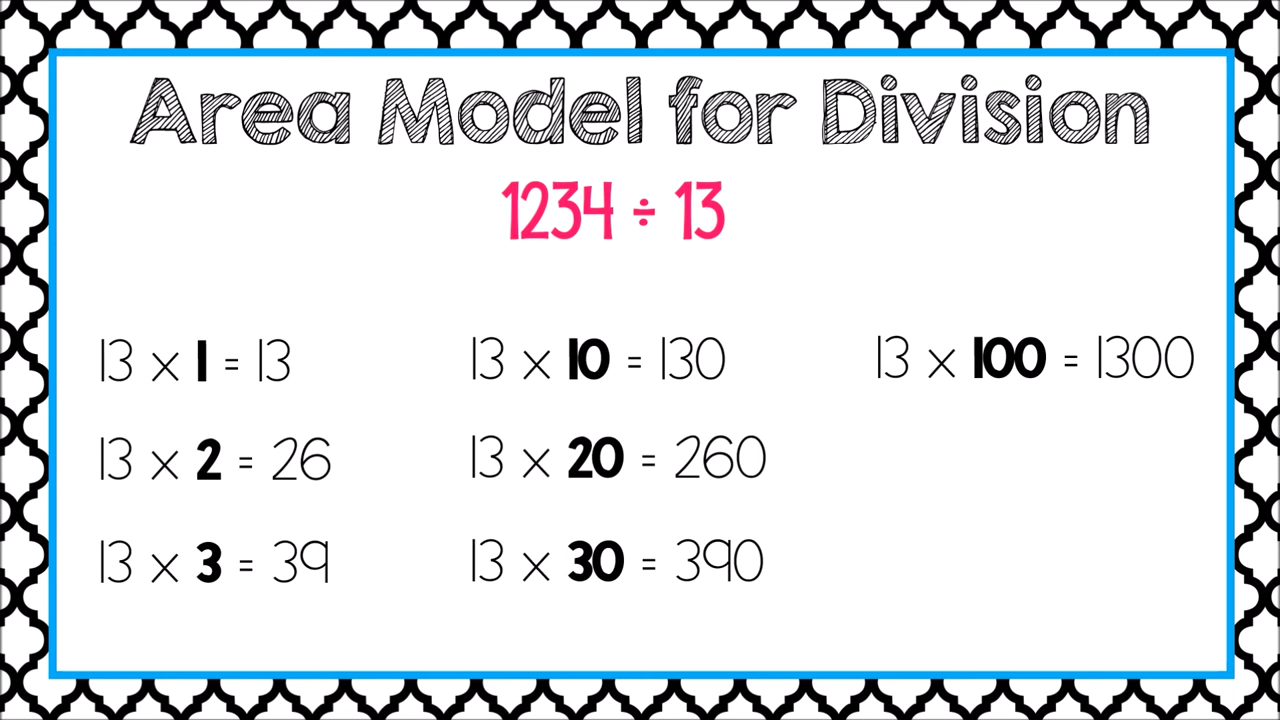 Area Model for Division
1234 ÷ 13
13 x 1 = 13
13 x 10 = 130
13 x 100 = 1300
13 x 2 = 26
13 x 20 = 260
13 x 3 = 39
13 x 30 = 390